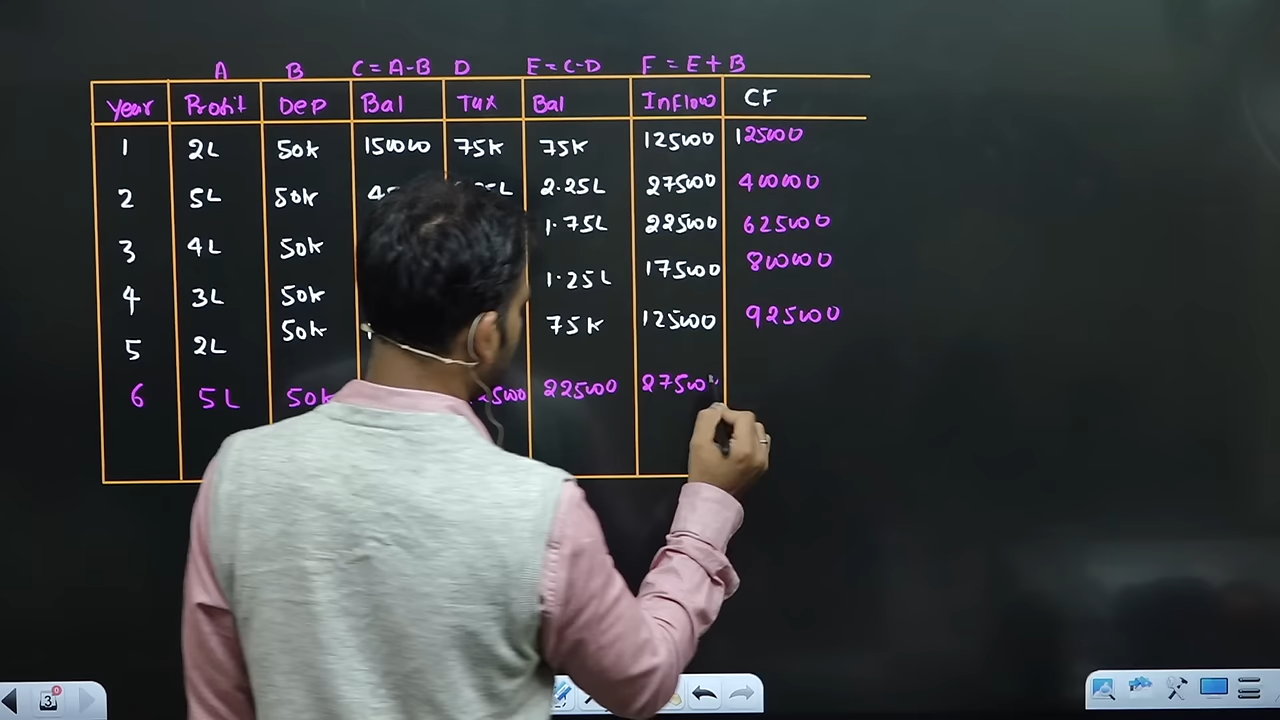 A B C = A-B D E = C-D F = E + B
Year Profit Dep Bal Tax Bal Inflow CF
1 2L 50k 150000 75k 75k 125000 125000
2 5L 50k 2.25L 275000 400000
3 4L 50k 1.75L 225000 625000
4 3L 50k 1.25L 175000 800000
5 2L 50k 75k 125000 925000
6 5L 50k 225000
3